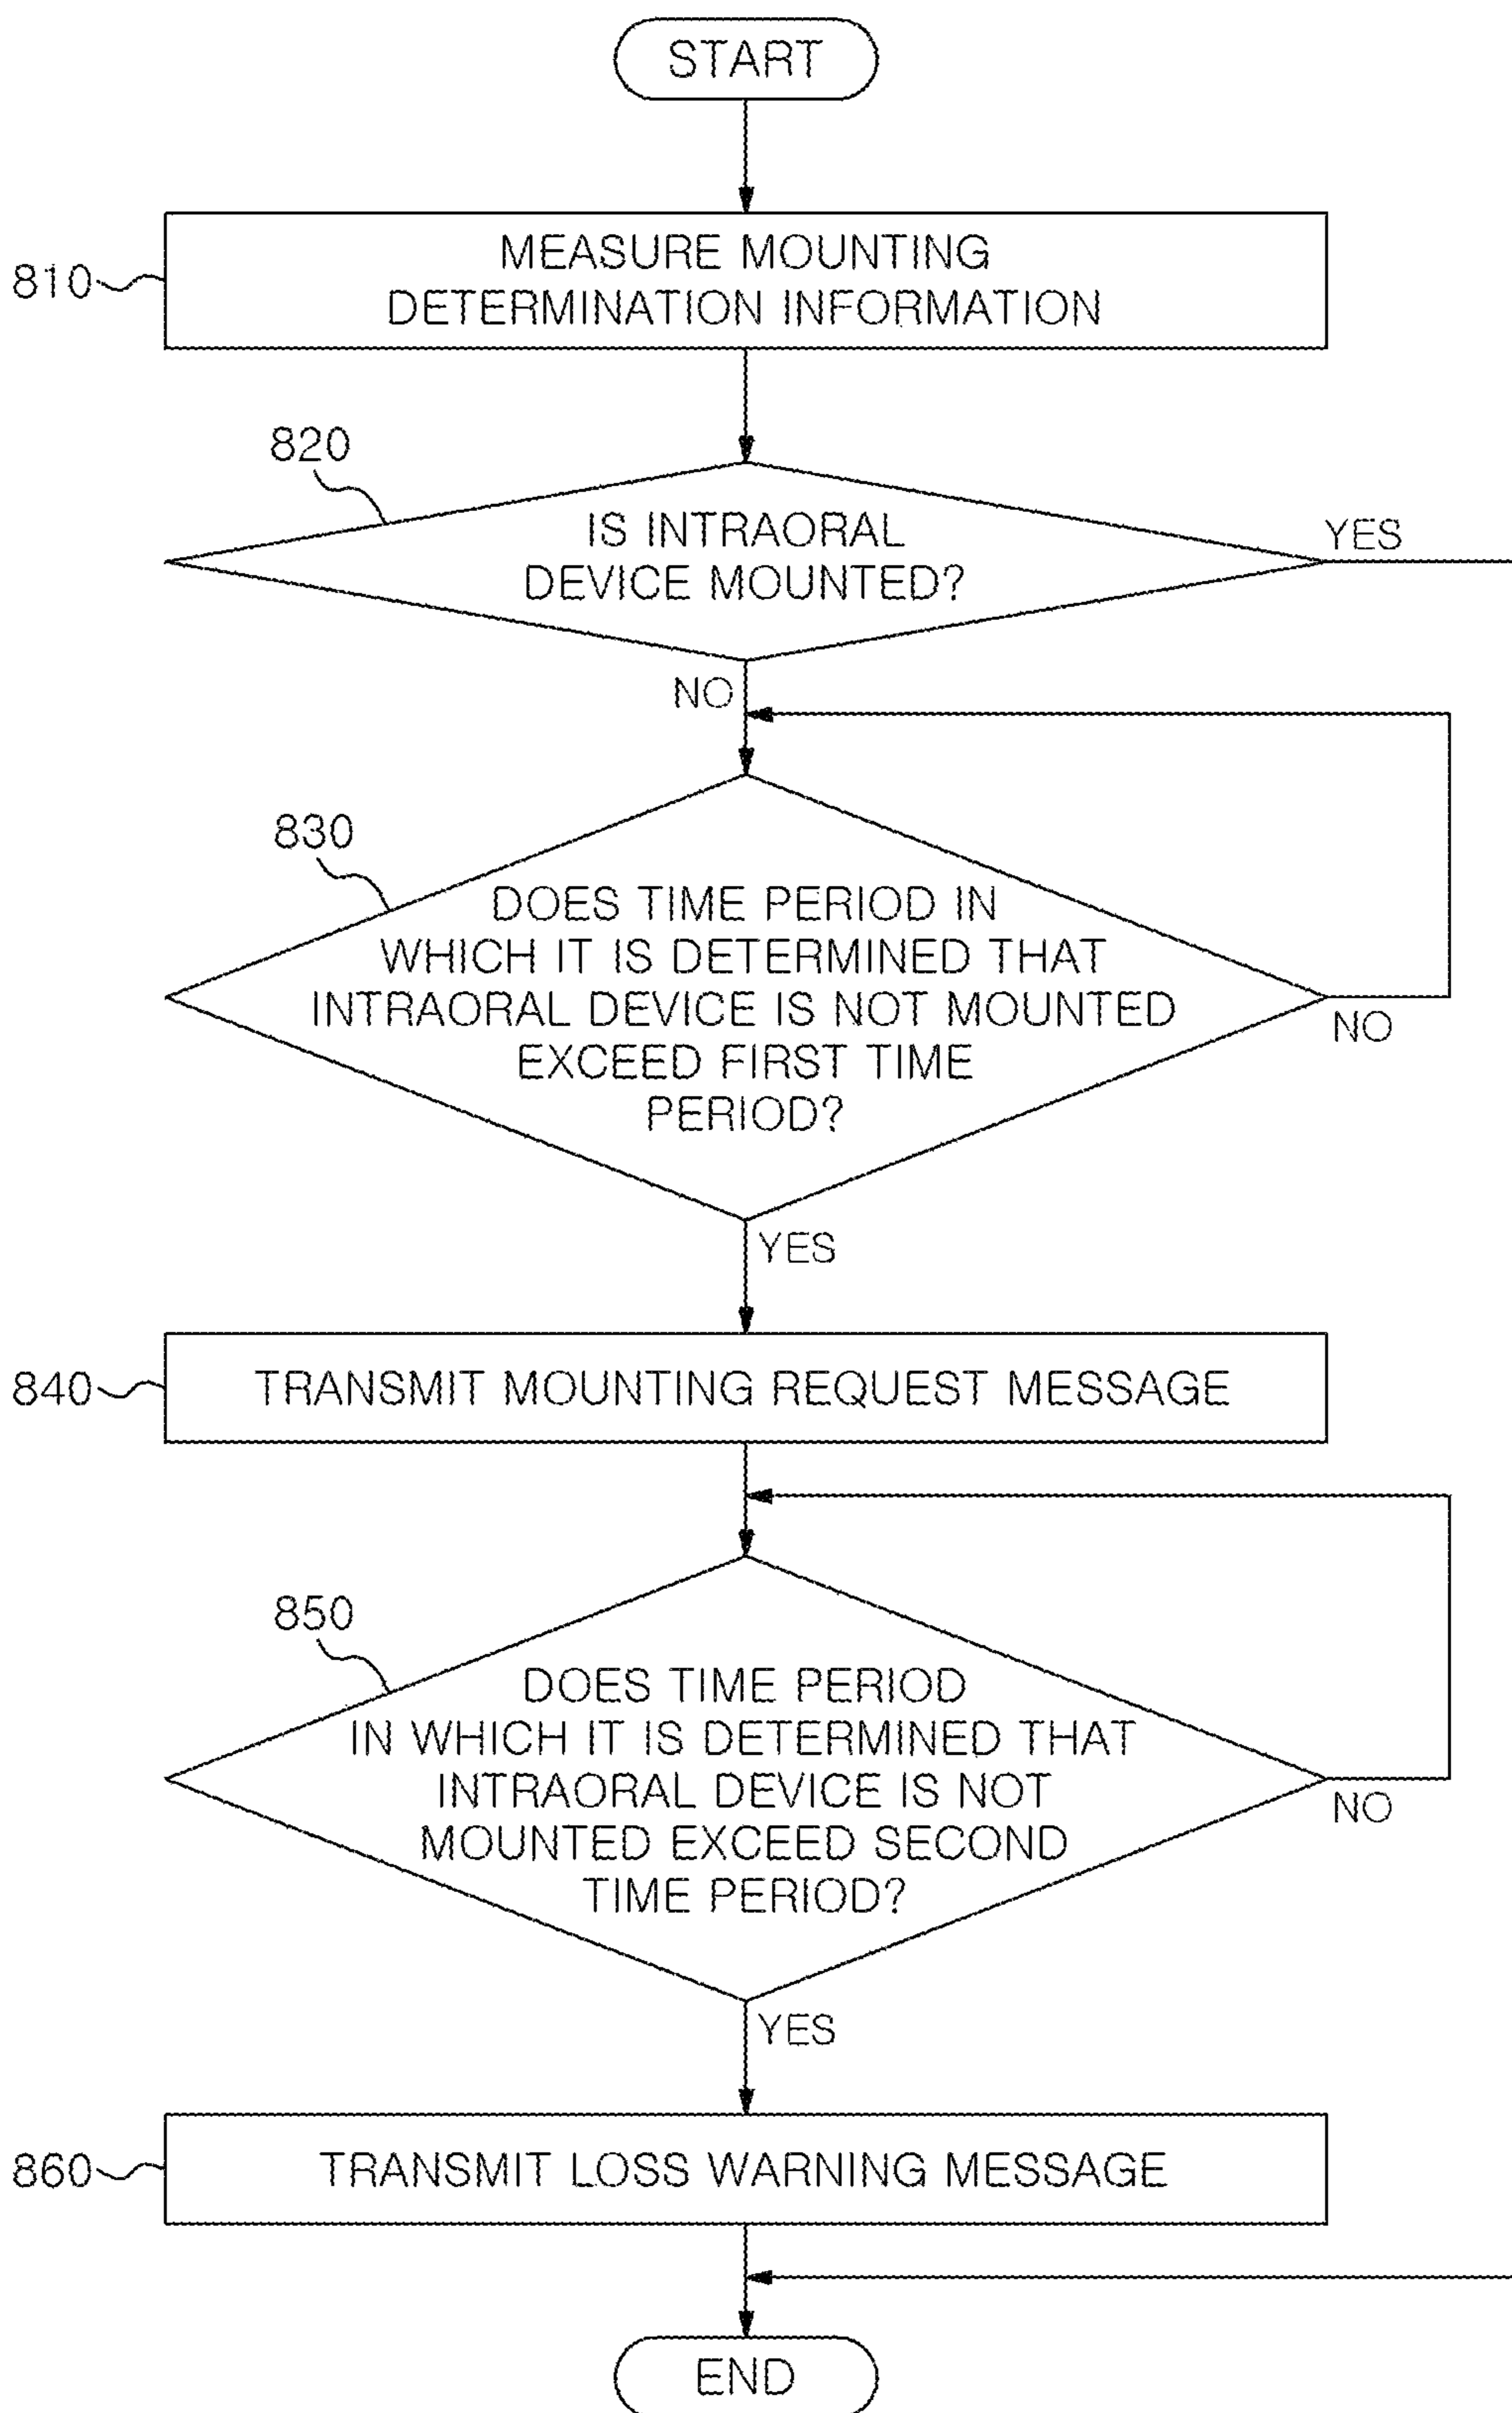 START
810
MEASURE MOUNTING
DETERMINATION INFORMATION
820
IS INTRAORAL
DEVICE MOUNTED?
YES
NO
830
DOES TIME PERIOD IN
WHICH IT IS DETERMINED THAT
INTRAORAL DEVICE IS NOT MOUNTED
EXCEED FIRST TIME
PERIOD?
NO
YES
840
TRANSMIT MOUNTING REQUEST MESSAGE
850
DOES TIME PERIOD
IN WHICH IT IS DETERMINED THAT
INTRAORAL DEVICE IS NOT
MOUNTED EXCEED SECOND
TIME PERIOD?
NO
YES
860
TRANSMIT LOSS WARNING MESSAGE
END